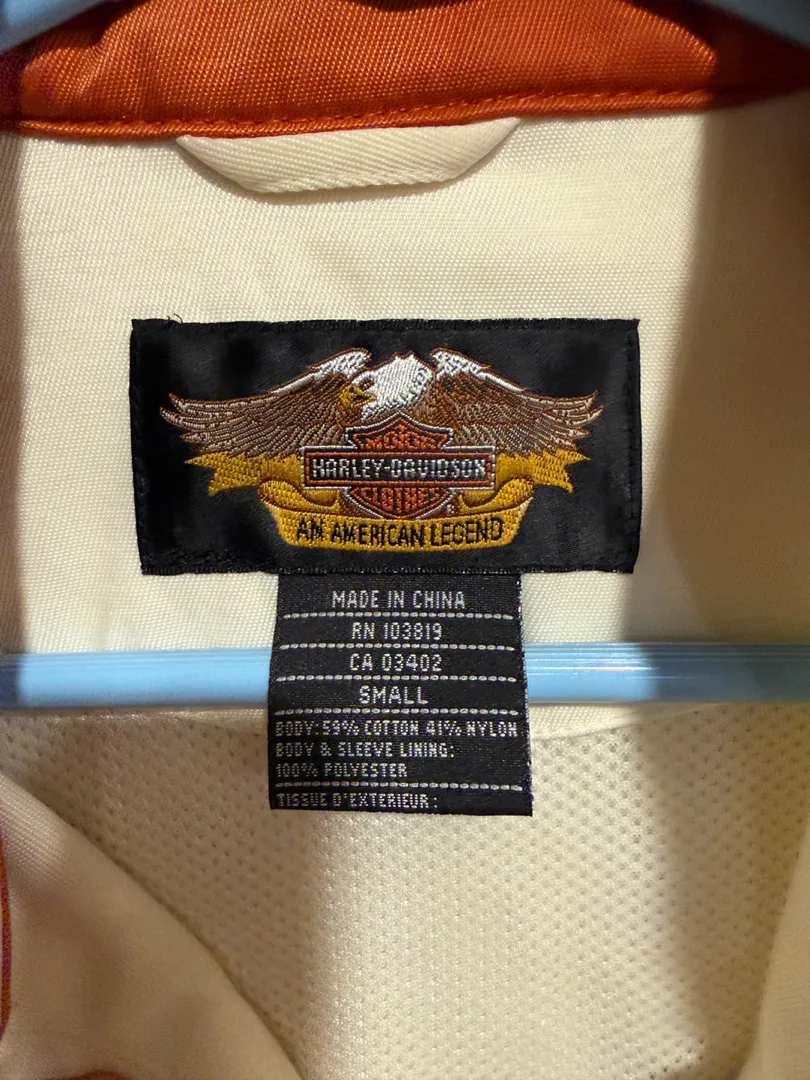 MOTOR
HARLEY-DAVIDSON
CLOTHES
®
AN AMERICAN LEGEND
MADE IN CHINA
RN 103819
CA 03402
SMALL
BODY: 59% COTTON 41% NYLON
BODY & SLEEVE LINING:
100% POLYESTER
TISSUE D'EXTERIEUR: